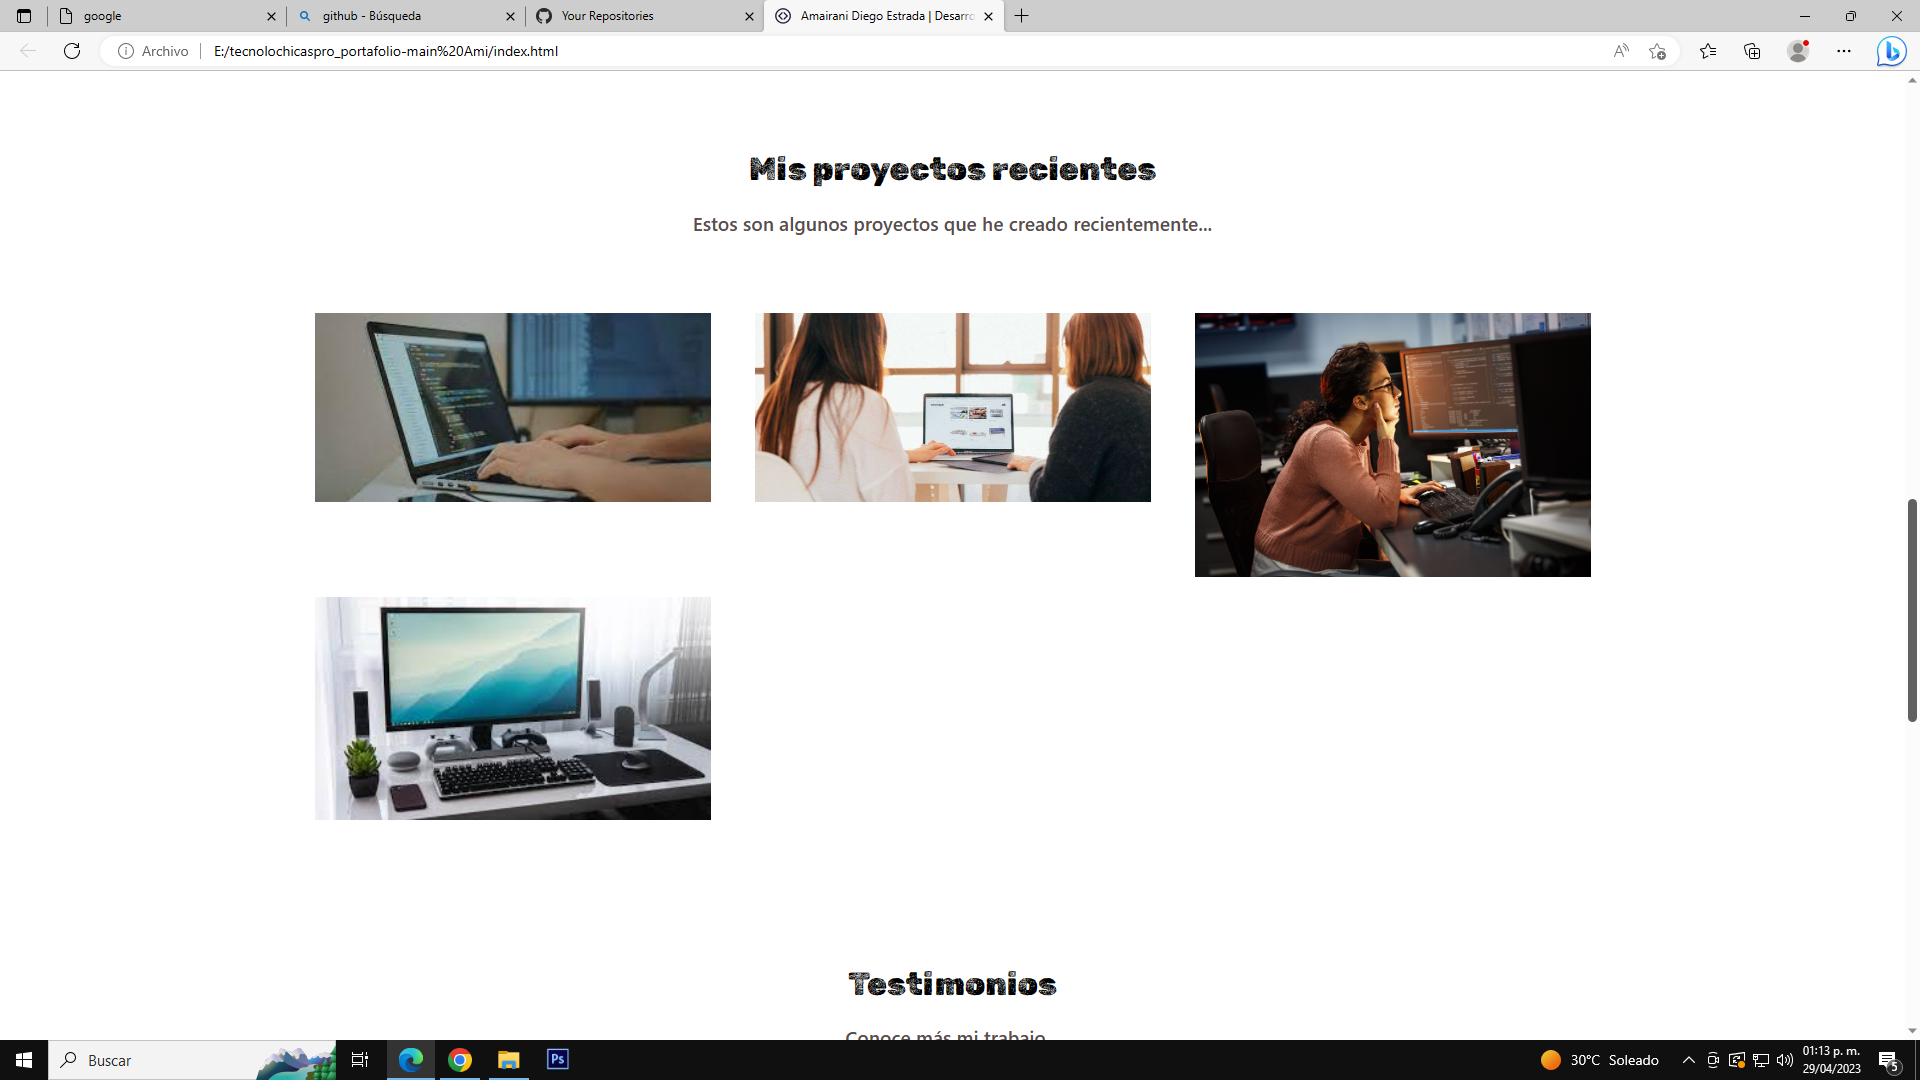 google
github - Búsqueda
Your Repositories
Amairani Diego Estrada | Desarro
Archivo
E:/tecnolochicaspro_portafolio-main%20Ami/index.html
Mis proyectos recientes
Estos son algunos proyectos que he creado recientemente...
Testimonios
Conoce más mi trabajo
Buscar
Ps
30°C Soleado
01:13 p. m.
29/04/2023
5